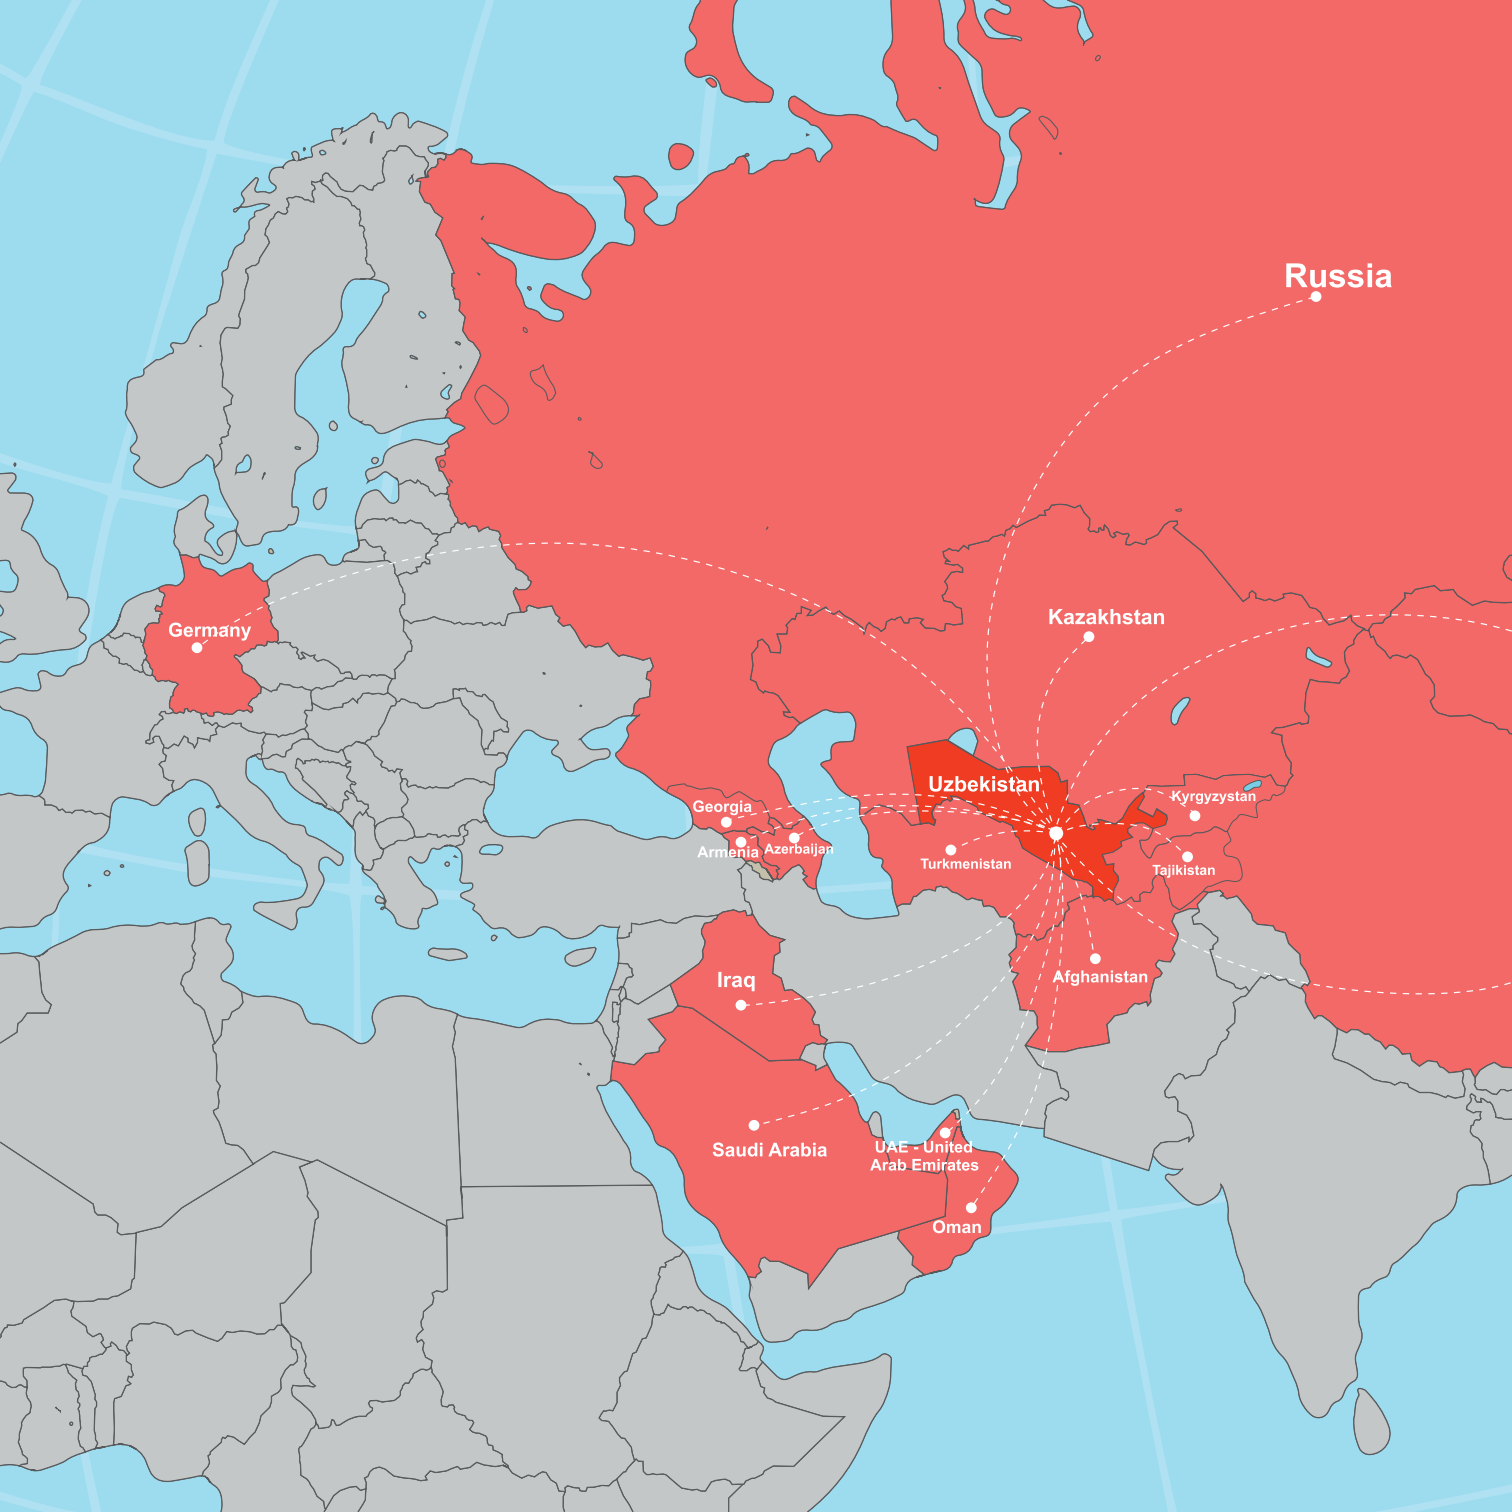 Russia
Kazakhstan
Germany
Uzbekistan
Kyrgyzystan
Georgia
Azerbaijan
Armenia
Turkmenistan
Tajikistan
Iraq
Afghanistan
Saudi Arabia
UAE - United
Arab Emirates
Oman